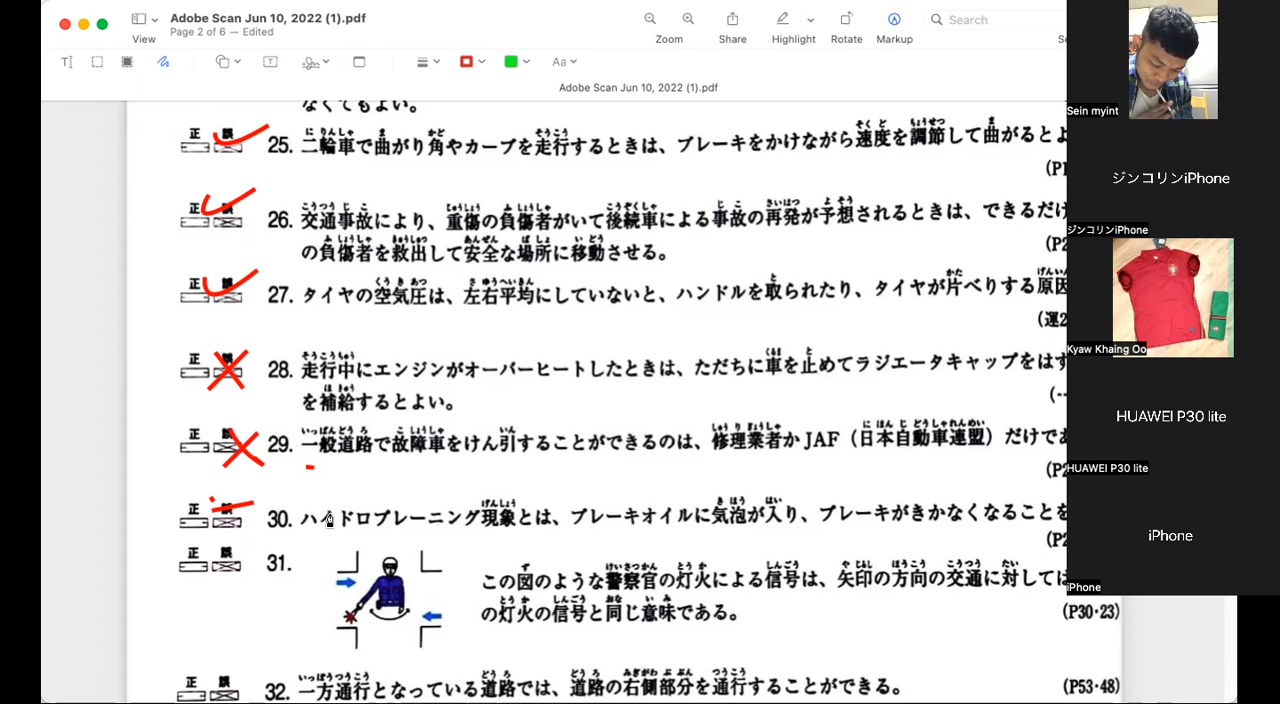 Adobe Scan Jun 10, 2022 (1).pdf
Page 2 of 6 — Edited
View
Zoom
Share
Highlight
Rotate
Markup
Search
Adobe Scan Jun 10, 2022 (1).pdf
なくてもよい。
正 誤 25. 二輪車で曲がり角やカーブを走行するときは、ブレーキをかけながら速度を調節して曲がると
正 誤 26. 交通事故により、重傷の負傷者がいて後続車による事故の再発が予想されるときは、できるだけ
の負傷者を救出して安全な場所に移動させる。
正 誤 27. タイヤの空気圧は、左右平均にしていないと、ハンドルを取られたり、タイヤが片べりする原因
(運2
正 誤 28. 走行中にエンジンがオーバーヒートしたときは、ただちに車を止めてラジエータキャップをはず
を補給するとよい。
正 誤 29. 一般道路で故障車をけん引することができるのは、修理業者かJAF(日本自動車連盟)だけであ
正 誤 30. ハイドロプレーニング現象とは、ブレーキオイルに気泡が入り、ブレーキがきかなくなることを
正 誤 31. この図のような警察官の灯火による信号は、矢印の方向の交通に対しては
の灯火の信号と同じ意味である。
(P30・23)
正 誤 32. 一方通行となっている道路では、道路の右側部分を通行することができる。 (P53・48)
Sein myint
ジンコリンiPhone
ジンコリンiPhone
Kyaw Khaing Oo
HUAWEI P30 lite
HUAWEI P30 lite
iPhone
iPhone